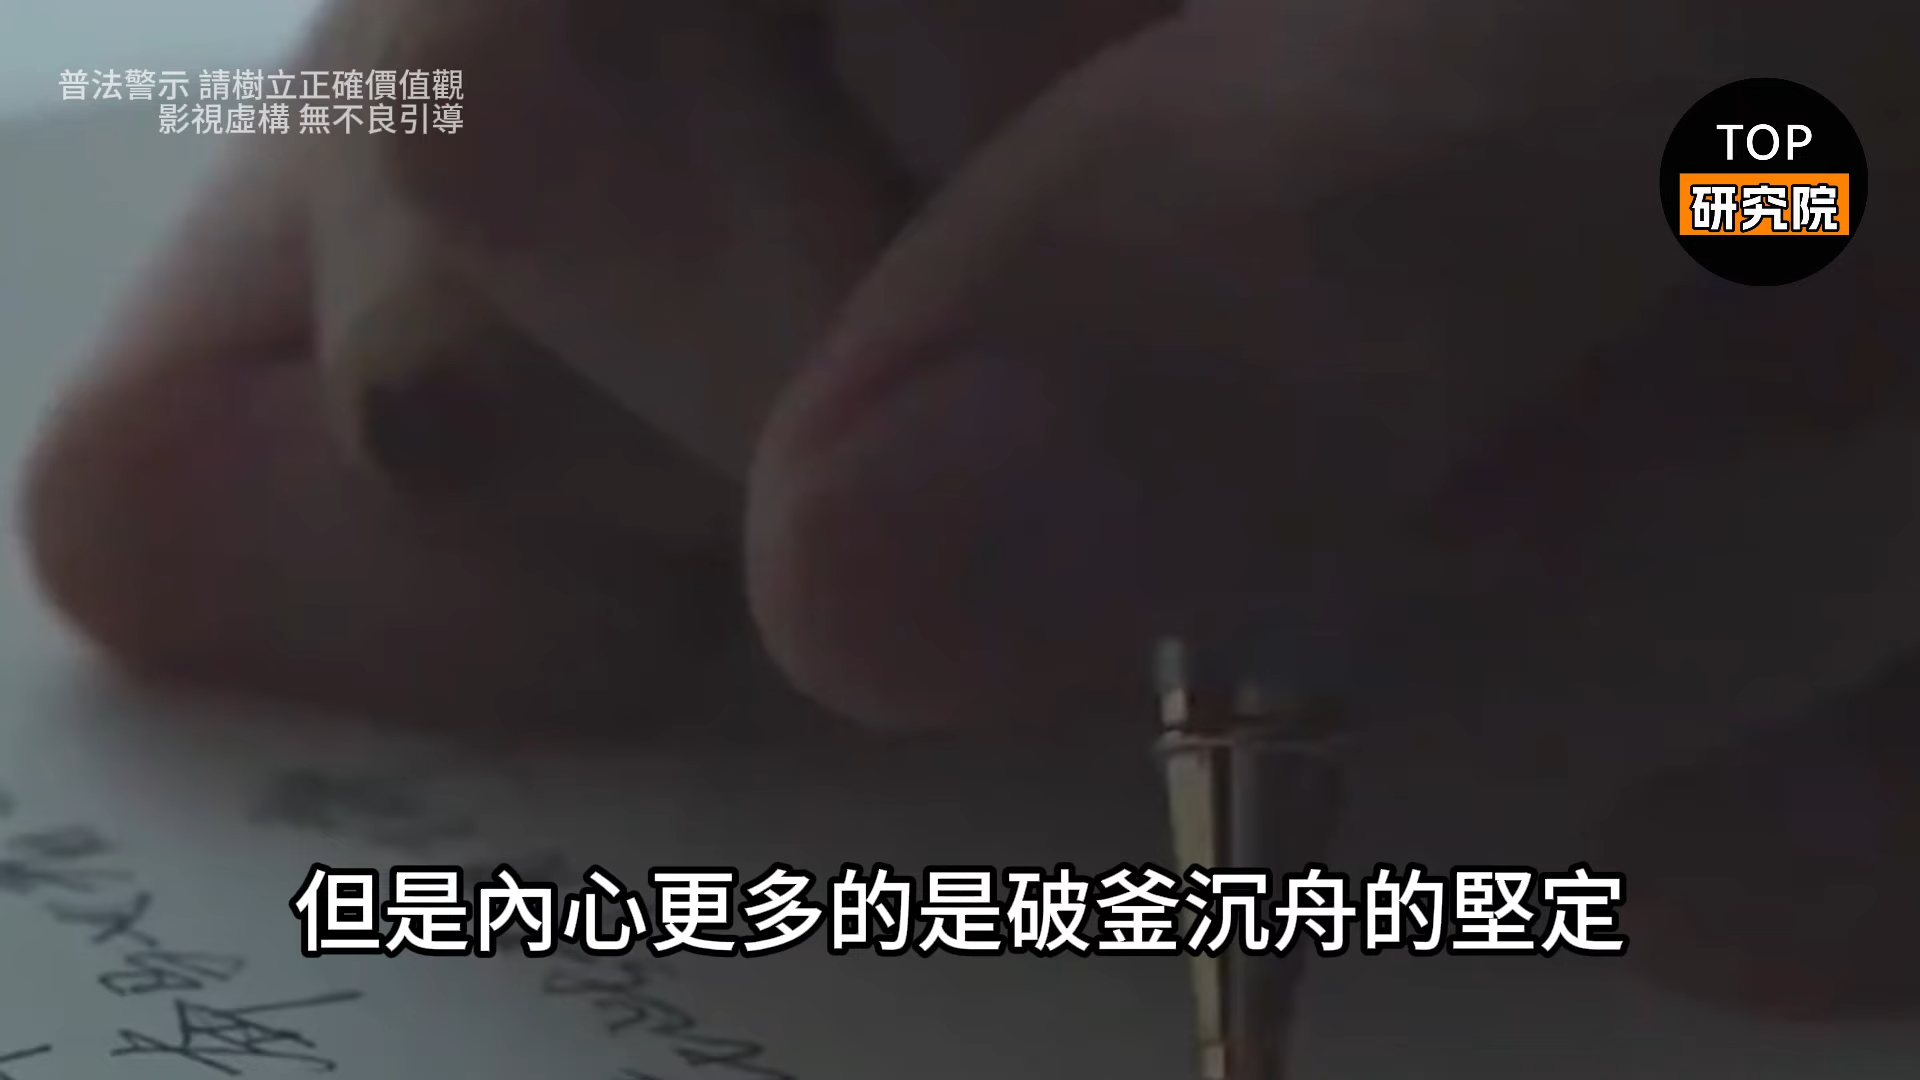 普法警示 請樹立正確價值觀
影視虛構 無不良引導
TOP
研究院
但是內心更多的是破釜沉舟的堅定